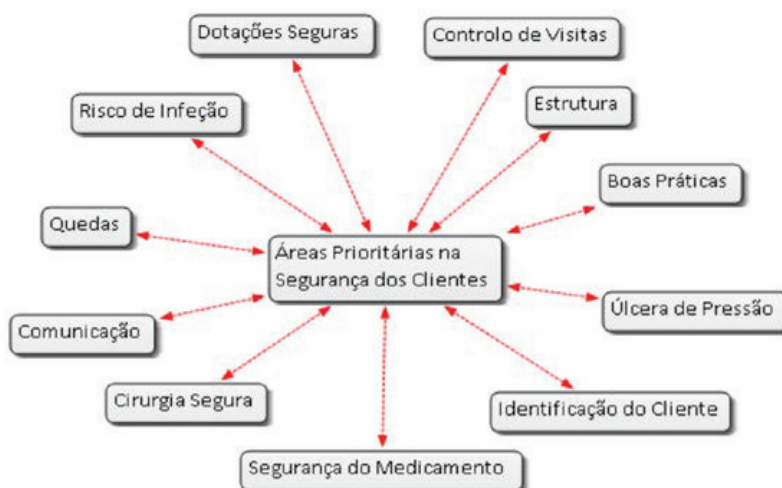 Dotações Seguras
Controlo de Visitas
Risco de Infeção
Estrutura
Boas Práticas
Quedas
Áreas Prioritárias na
Segurança dos Clientes
Úlcera de Pressão
Comunicação
Cirurgia Segura
Identificação do Cliente
Segurança do Medicamento